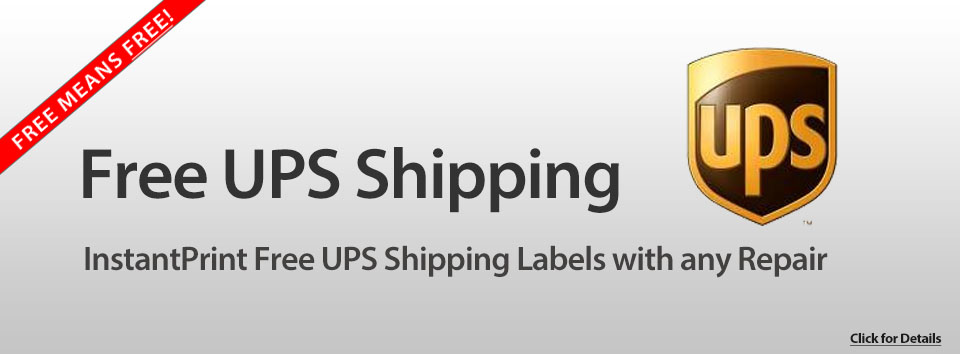 FREE MEANS FREE!
Free UPS Shipping
ups
TM
InstantPrint Free UPS Shipping Labels with any Repair
Click for Details